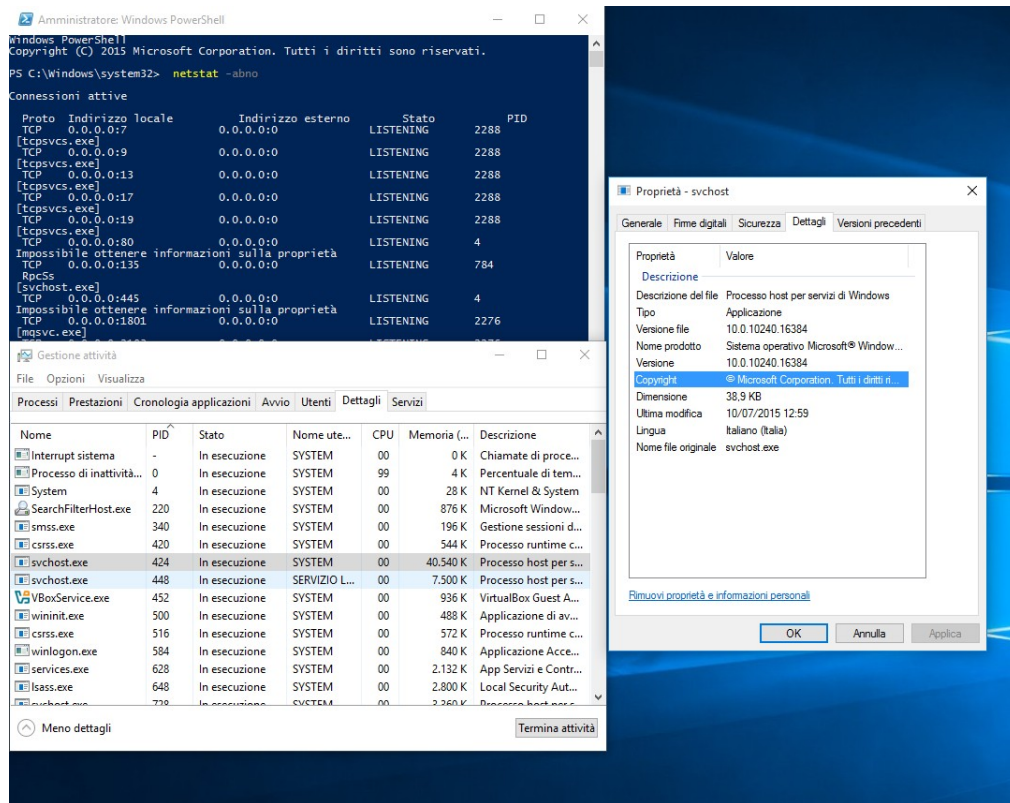 Amministratore: Windows PowerShell
Windows PowerShell
Copyright (C) 2015 Microsoft Corporation. Tutti i diritti sono riservati.
PS C:\Windows\system32> netstat -abno
Connessioni attive
Proto Indirizzo locale Indirizzo esterno Stato PID
TCP 0.0.0.0:7 0.0.0.0:0 LISTENING 2288
[tcpsvcs.exe]
TCP 0.0.0.0:9 0.0.0.0:0 LISTENING 2288
[tcpsvcs.exe]
TCP 0.0.0.0:13 0.0.0.0:0 LISTENING 2288
[tcpsvcs.exe]
TCP 0.0.0.0:17 0.0.0.0:0 LISTENING 2288
[tcpsvcs.exe]
TCP 0.0.0.0:19 0.0.0.0:0 LISTENING 2288
[tcpsvcs.exe]
TCP 0.0.0.0:80 0.0.0.0:0 LISTENING 4
Impossibile ottenere informazioni sulla proprietà
TCP 0.0.0.0:135 0.0.0.0:0 LISTENING 784
RpcSs
[svchost.exe]
TCP 0.0.0.0:445 0.0.0.0:0 LISTENING 4
Impossibile ottenere informazioni sulla proprietà
TCP 0.0.0.0:1801 0.0.0.0:0 LISTENING 2276
[mqsvc.exe]
Gestione attività
File Opzioni Visualizza
Processi Prestazioni Cronologia applicazioni Avvio Utenti Dettagli Servizi
Nome PID Stato Nome ute... CPU Memoria (... Descrizione
Interrupt sistema - In esecuzione SYSTEM 00 0 K Chiamate di proce...
Processo di inattività... 0 In esecuzione SYSTEM 99 4 K Percentuale di tem...
System 4 In esecuzione SYSTEM 00 28 K NT Kernel & System
SearchFilterHost.exe 220 In esecuzione SYSTEM 00 876 K Microsoft Window...
smss.exe 340 In esecuzione SYSTEM 00 196 K Gestione sessioni d...
csrss.exe 420 In esecuzione SYSTEM 00 544 K Processo runtime c...
svchost.exe 424 In esecuzione SYSTEM 00 40.540 K Processo host per s...
svchost.exe 448 In esecuzione SERVIZIO L... 00 7.500 K Processo host per s...
VBoxService.exe 452 In esecuzione SYSTEM 00 936 K VirtualBox Guest A...
wininit.exe 500 In esecuzione SYSTEM 00 488 K Applicazione di av...
csrss.exe 516 In esecuzione SYSTEM 00 572 K Processo runtime c...
winlogon.exe 584 In esecuzione SYSTEM 00 840 K Applicazione Acce...
services.exe 628 In esecuzione SYSTEM 00 2.132 K App Servizi e Contr...
lsass.exe 648 In esecuzione SYSTEM 00 2.800 K Local Security Aut...
Meno dettagli
Termina attività
Proprietà - svchost
Generale Firme digitali Sicurezza Dettagli Versioni precedenti
Proprietà Valore
Descrizione
Descrizione del file Processo host per servizi di Windows
Tipo Applicazione
Versione file 10.0.10240.16384
Nome prodotto Sistema operativo Microsoft® Window...
Versione 10.0.10240.16384
Copyright © Microsoft Corporation. Tutti i diritti ri...
Dimensione 38,9 KB
Ultima modifica 10/07/2015 12:59
Lingua Italiano (Italia)
Nome file originale svchost.exe
Rimuovi proprietà e informazioni personali
OK Annulla Applica